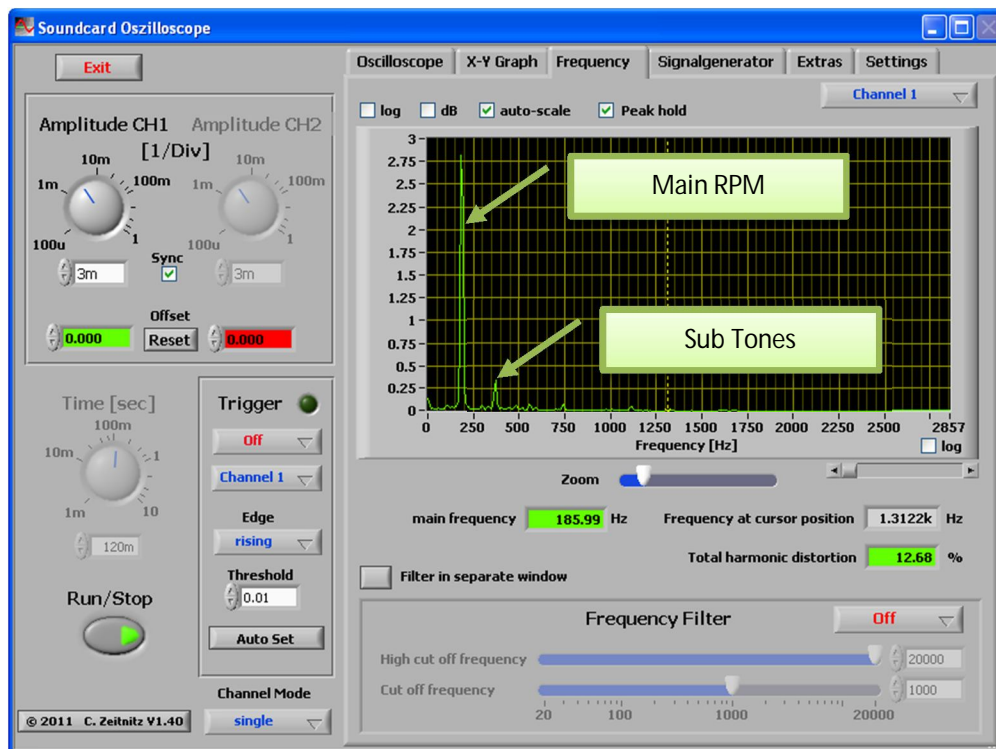 Soundcard Oszilloscope
Exit
Amplitude CH1 Amplitude CH2
[1/Div]
10m 10m
1m 100m 1m 100m
100u 1 100u 1
Sync
3m 3m
Offset
0.000 Reset 0.000
Time [sec]
100m
10m 1
1m 10
120m
Run/Stop
Trigger
Off
Channel 1
Edge
rising
Threshold
0.01
Auto Set
Channel Mode
single
© 2011 C. Zeitnitz V1.40
Oscilloscope X-Y Graph Frequency Signalgenerator Extras Settings
Channel 1
log dB auto-scale Peak hold
3
2.75
2.5
2.25
2
1.75
1.5
1.25
1
0.75
0.5
0.25
0
Main RPM
Sub Tones
0 250 500 750 1000 1250 1500 1750 2000 2250 2500 2857
Frequency [Hz]
log
Zoom
main frequency 185.99 Hz Frequency at cursor position 1.3122k Hz
Total harmonic distortion 12.68 %
Filter in separate window
Frequency Filter Off
High cut off frequency 20000
Cut off frequency 1000
20 100 1000 20000